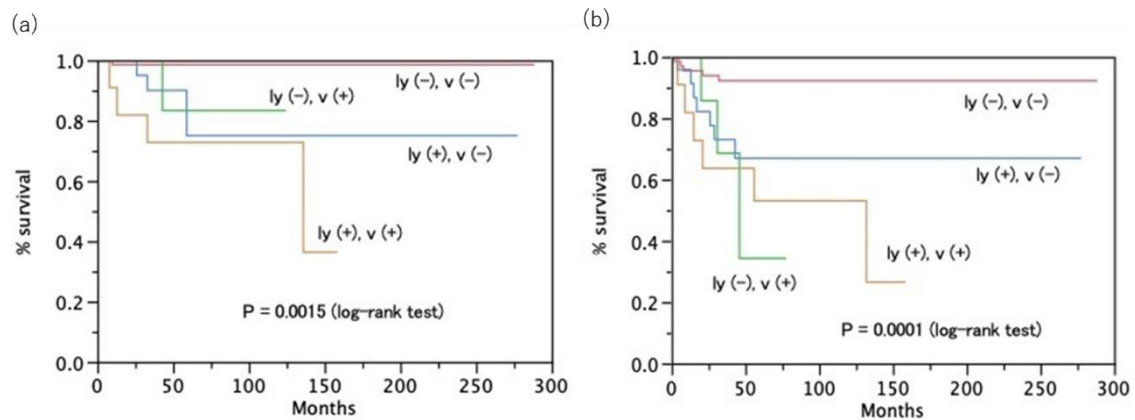 (a)
% survival
1.0
0.8
0.6
0.4
0.2
0.0
ly (-), v (-)
ly (-), v (+)
ly (+), v (-)
ly (+), v (+)
P = 0.0015 (log-rank test)
0 50 100 150 200 250 300
Months
(b)
% survival
1.0
0.8
0.6
0.4
0.2
0.0
ly (-), v (-)
ly (+), v (-)
ly (+), v (+)
ly (-), v (+)
P = 0.0001 (log-rank test)
0 50 100 150 200 250 300
Months